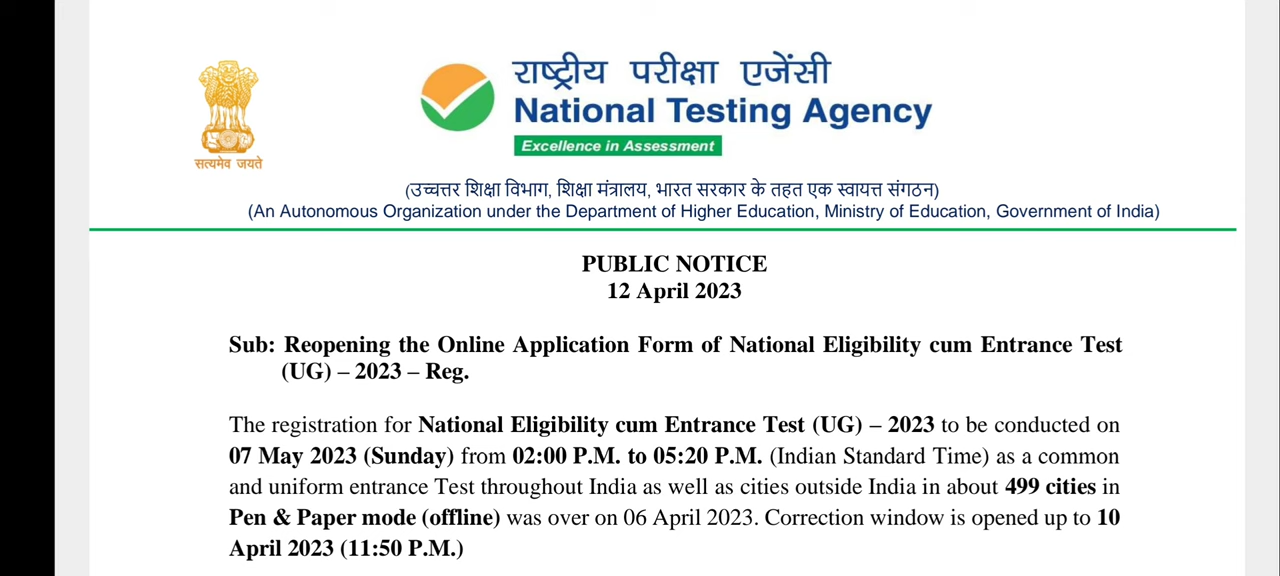 सत्यमेव जयते
राष्ट्रीय परीक्षा एजेंसी
National Testing Agency
Excellence in Assessment
(उच्चत्तर शिक्षा विभाग, शिक्षा मंत्रालय, भारत सरकार के तहत एक स्वायत्त संगठन)
(An Autonomous Organization under the Department of Higher Education, Ministry of Education, Government of India)
PUBLIC NOTICE
12 April 2023
Sub: Reopening the Online Application Form of National Eligibility cum Entrance Test
(UG) – 2023 – Reg.
The registration for National Eligibility cum Entrance Test (UG) – 2023 to be conducted on
07 May 2023 (Sunday) from 02:00 P.M. to 05:20 P.M. (Indian Standard Time) as a common
and uniform entrance Test throughout India as well as cities outside India in about 499 cities in
Pen & Paper mode (offline) was over on 06 April 2023. Correction window is opened up to 10
April 2023 (11:50 P.M.)